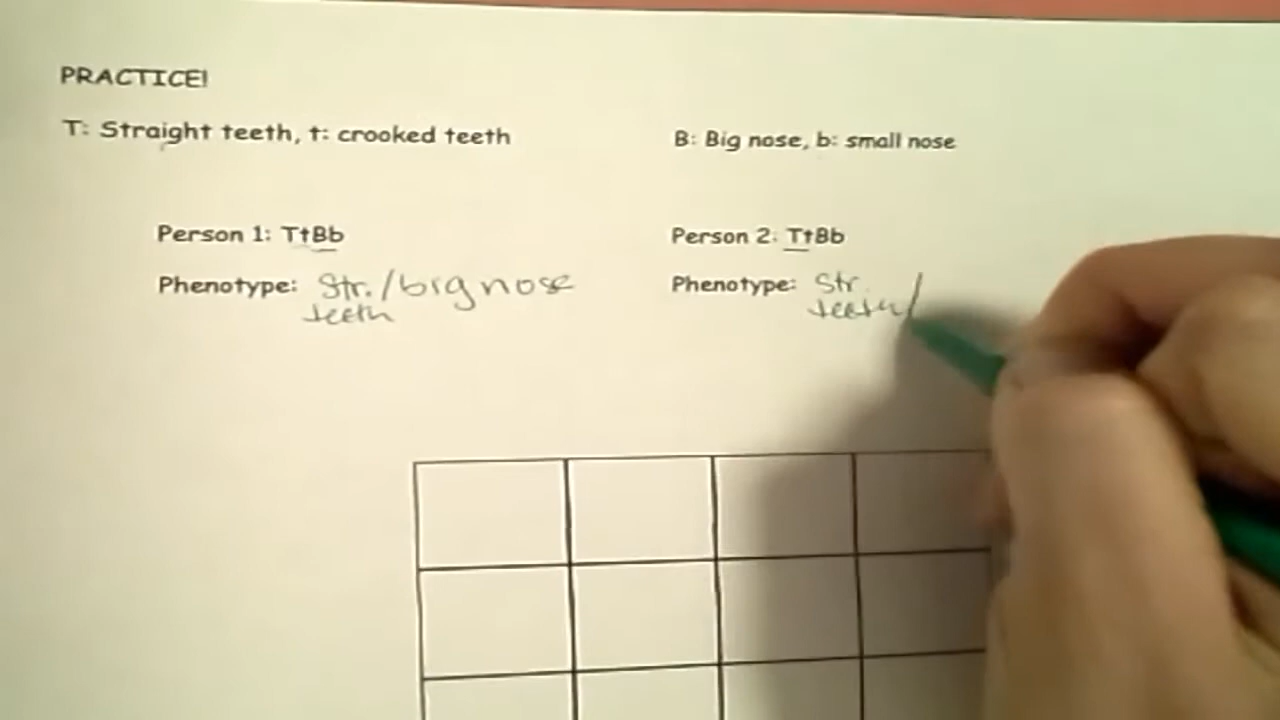 PRACTICE!
T: Straight teeth, t: crooked teeth
B: Big nose, b: small nose
Person 1: TtBb
Phenotype: Str./big nose
teeth
Person 2: TtBb
Phenotype: Str.
teeth/